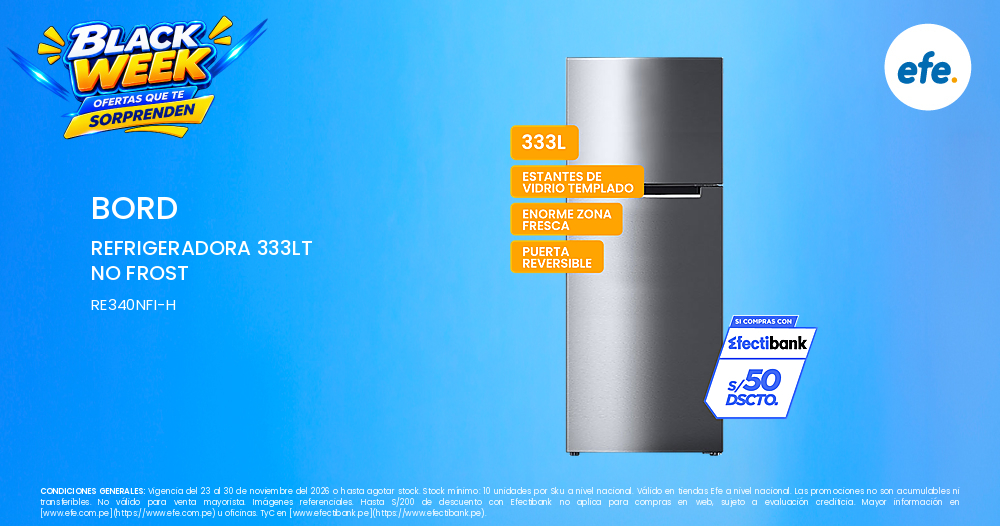 BLACK
WEEK
OFERTAS QUE TE
SORPRENDEN
efe.
BORD
REFRIGERADORA 333LT
NO FROST
RE340NFI-H
333L
ESTANTES DE
VIDRIO TEMPLADO
ENORME ZONA
FRESCA
PUERTA
REVERSIBLE
SI COMPRAS CON
Efectibank
S/50
DSCTO.
CONDICIONES GENERALES: Vigencia del 23 al 30 de noviembre del 2026 o hasta agotar stock. Stock mínimo: 10 unidades por Sku a nivel nacional. Válido en tiendas Efe a nivel nacional. Las promociones no son acumulables ni
transferibles. No válido para venta mayorista. Imágenes referenciales. Hasta S/200 de descuento con Efectibank no aplica para compras en web, sujeto a evaluación crediticia. Mayor información en
[www.efe.com.pe](https://www.efe.com.pe) u oficinas. TyC en [www.efectibank.pe](https://www.efectibank.pe).